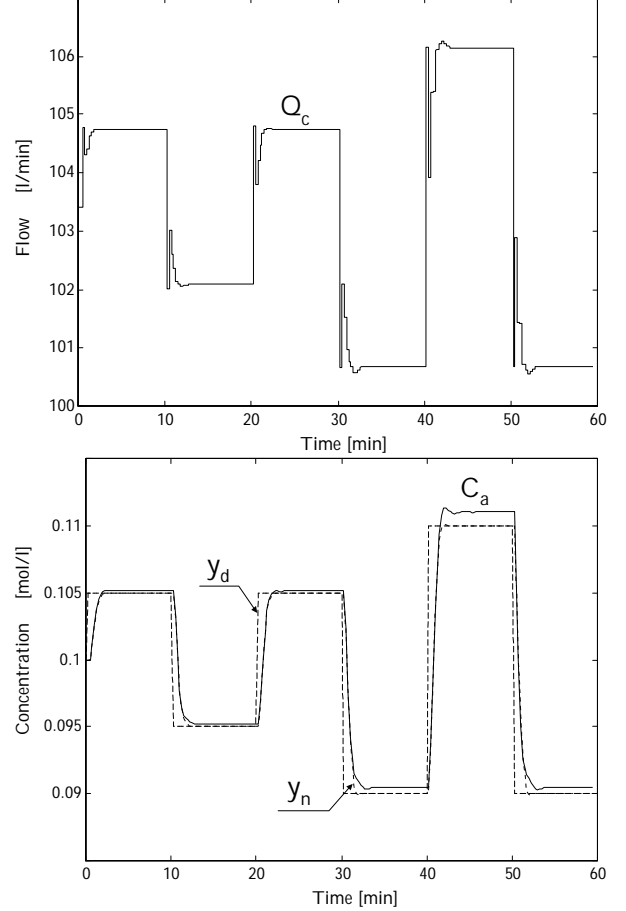 106
105
104
103
102
101
100
Flow [l/min]
Q_c
0 10 20 30 40 50 60
Time [min]
0.11
0.105
0.1
0.095
0.09
Concentration [mol/l]
C_a
y_d
y_n
0 10 20 30 40 50 60
Time [min]